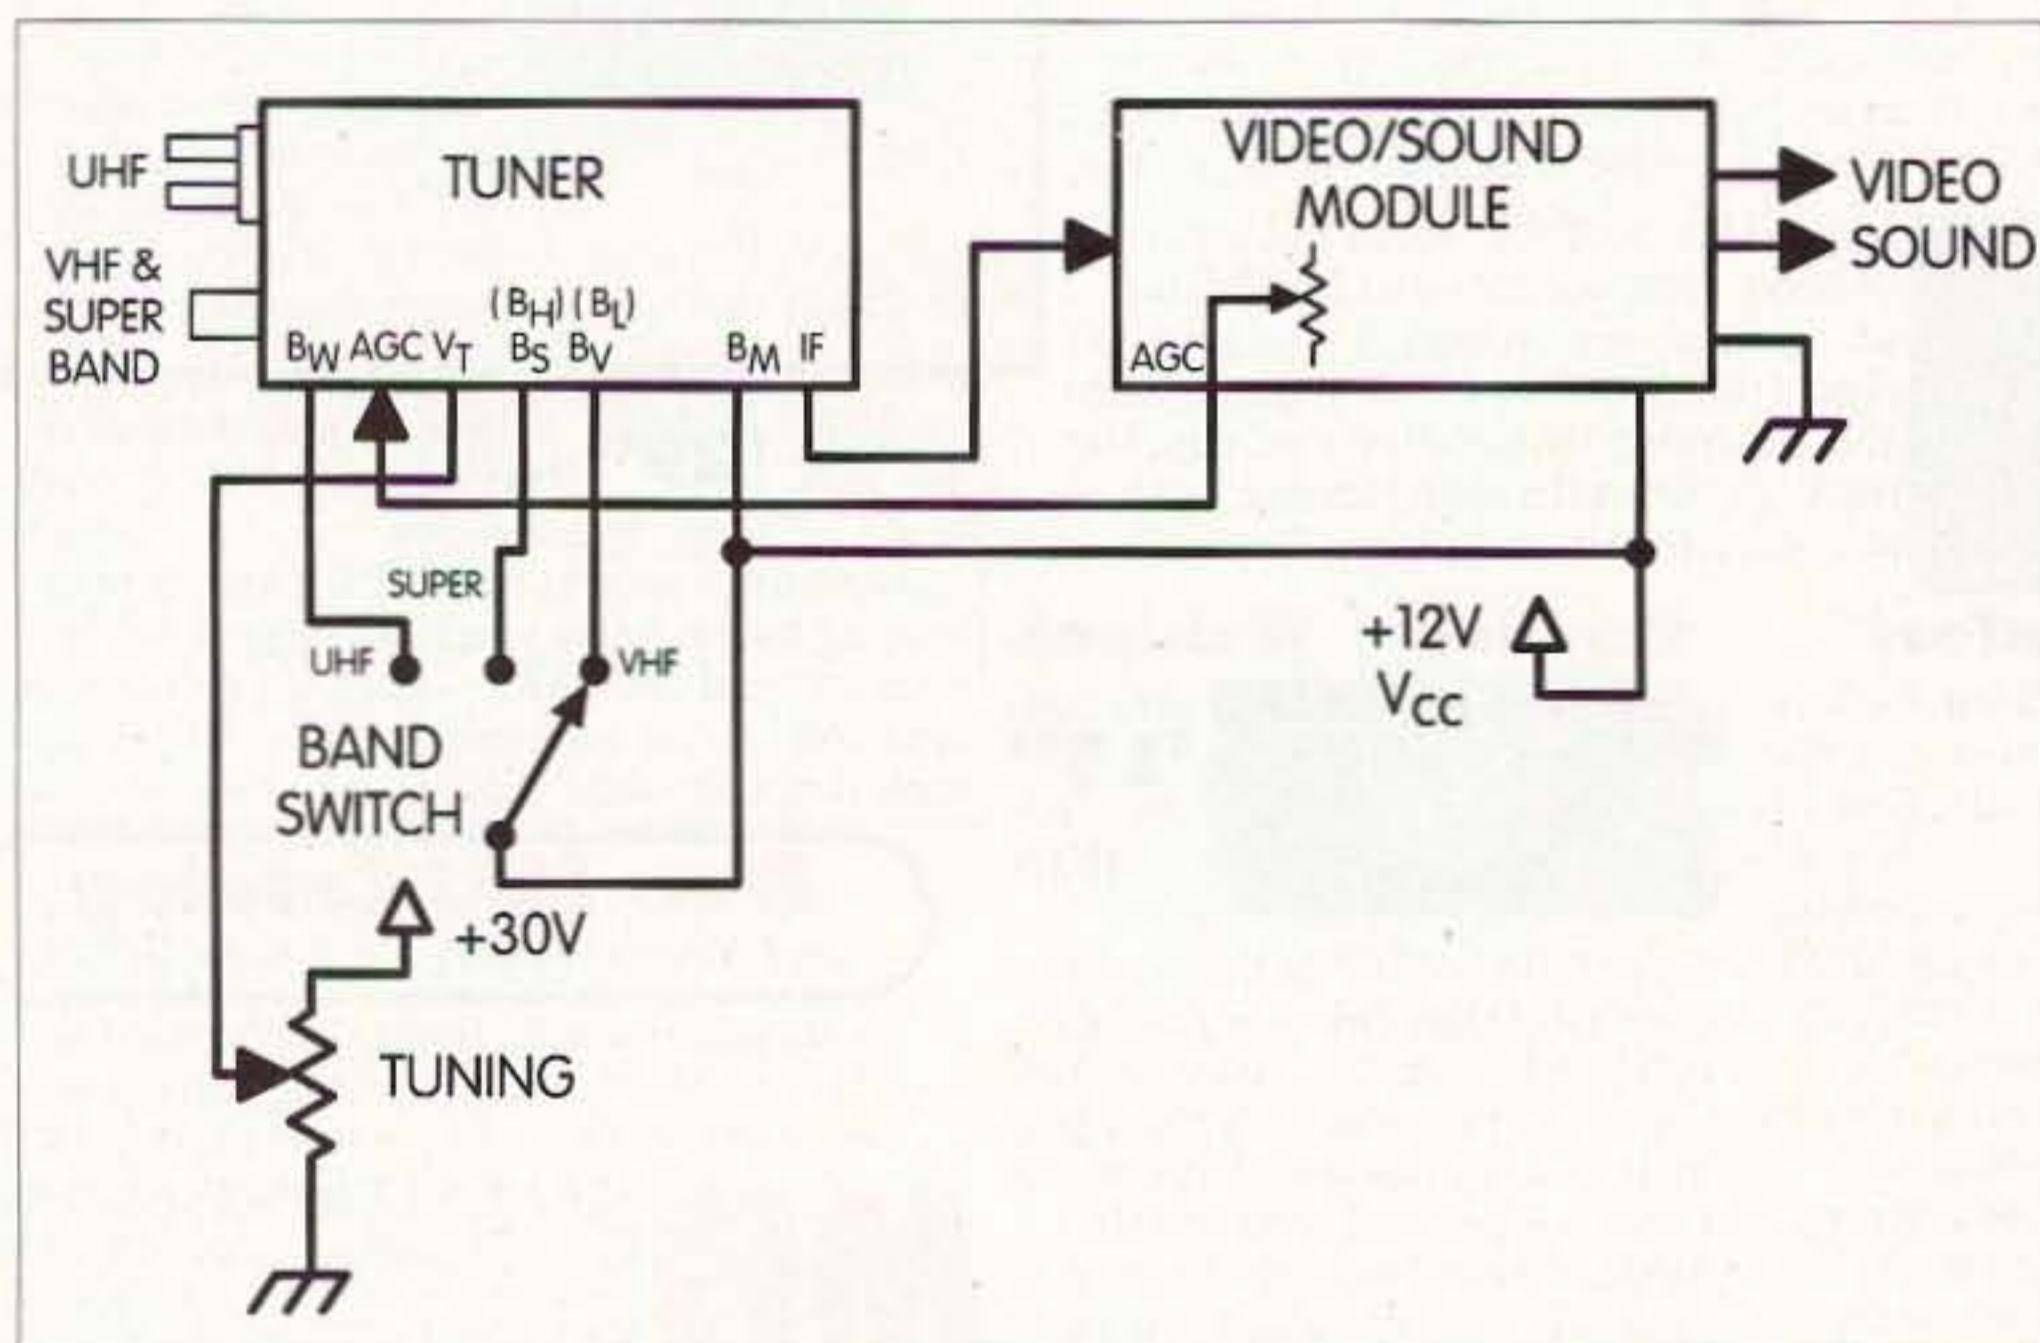 UHF
VHF &
SUPER
BAND
TUNER
(BH) (BL)
BW AGC VT BS BV BM IF
VIDEO/SOUND
MODULE
AGC
VIDEO
SOUND
SUPER
UHF
VHF
BAND
SWITCH
+12V
VCC
+30V
TUNING